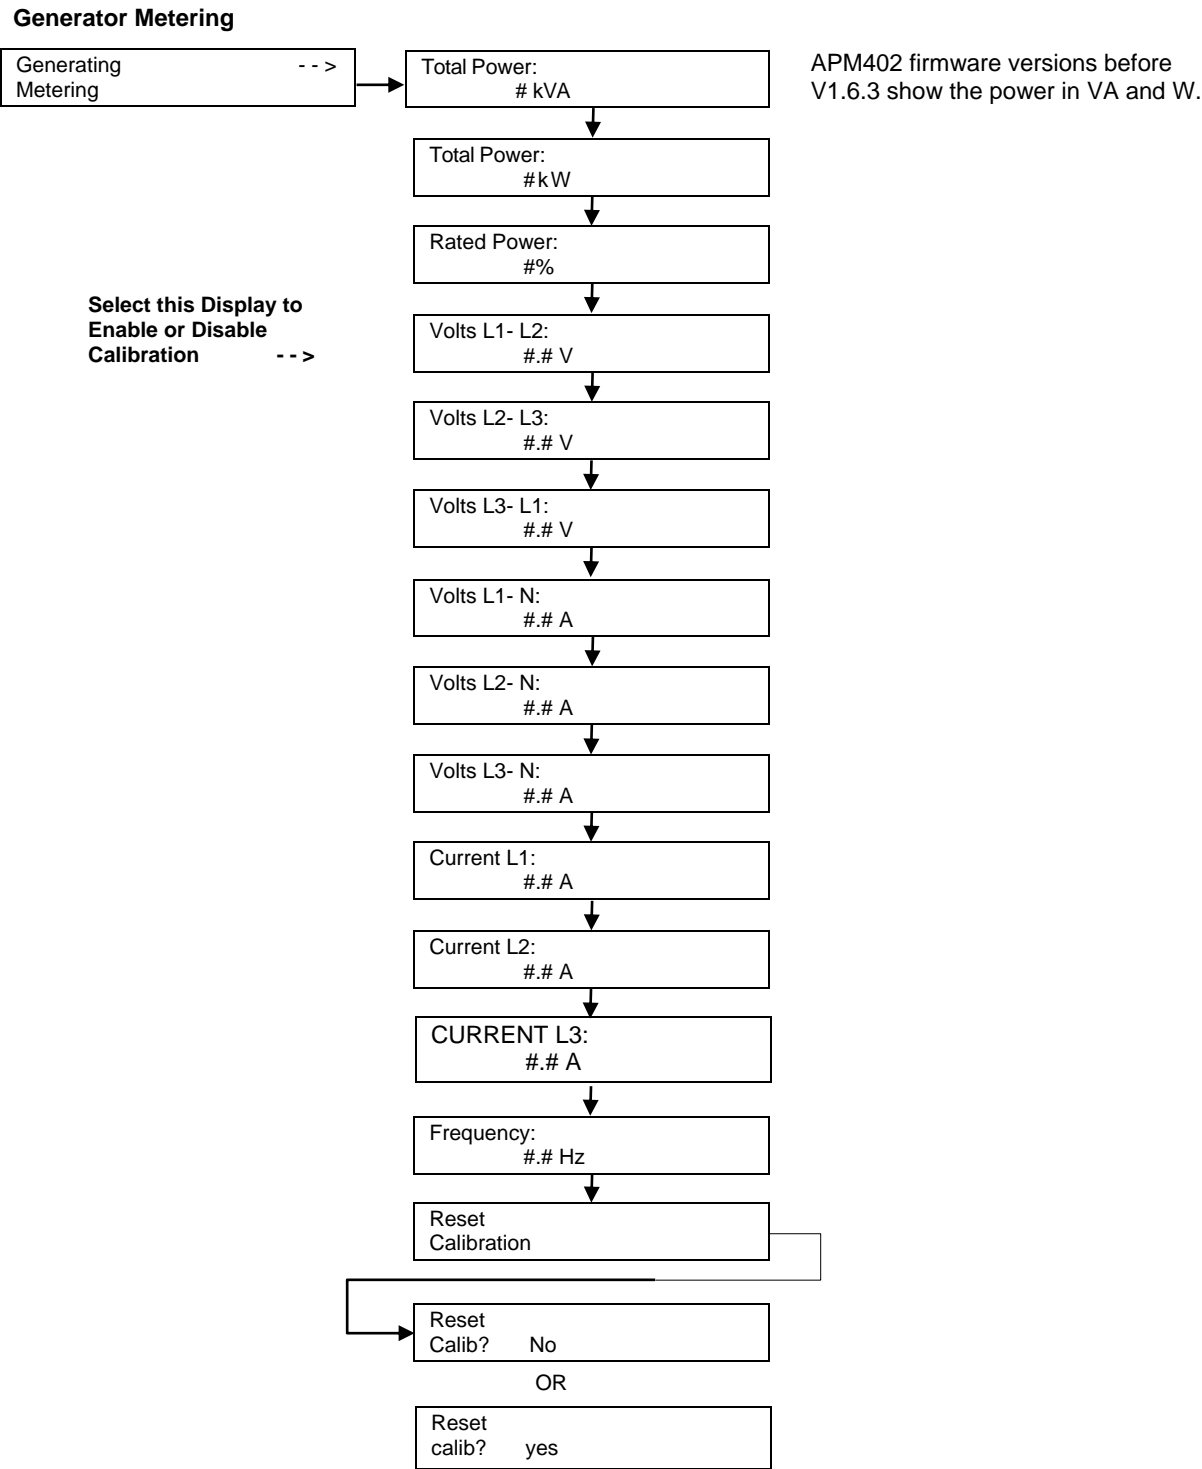 Generator Metering
Generating - - >
Metering
Total Power:
# kVA
APM402 firmware versions before
V1.6.3 show the power in VA and W.
Total Power:
#kW
Rated Power:
#%
Select this Display to
Enable or Disable
Calibration - - >
Volts L1- L2:
#.# V
Volts L2- L3:
#.# V
Volts L3- L1:
#.# V
Volts L1- N:
#.# A
Volts L2- N:
#.# A
Volts L3- N:
#.# A
Current L1:
#.# A
Current L2:
#.# A
CURRENT L3:
#.# A
Frequency:
#.# Hz
Reset
Calibration
Reset
Calib? No
OR
Reset
calib? yes